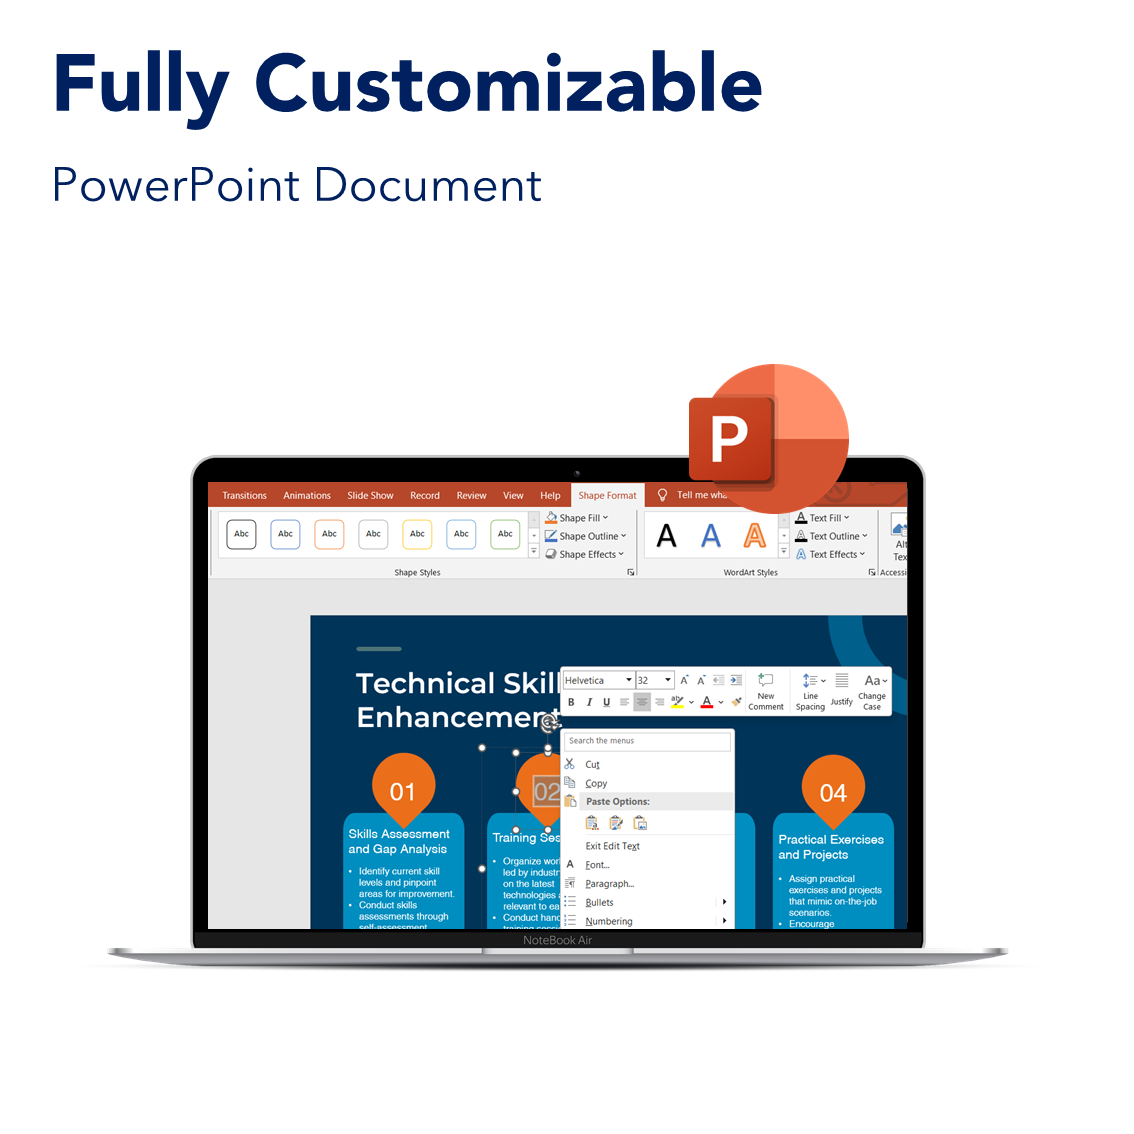 Fully Customizable
PowerPoint Document
P
Transitions Animations Slide Show Record Review View Help Shape Format Tell me
Abc Abc Abc Abc Abc Abc Abc
Shape Fill
Shape Outline
Shape Effects
Shape Styles
A A A
Text Fill
Text Outline
Text Effects
WordArt Styles
Technical Skill
Enhancement
Helvetica 32 A A
B I U A
New
Comment
Line
Spacing
Justify
Aa
Change
Case
Search the menus
Cut
Copy
Paste Options:
Exit Edit Text
Font...
Paragraph...
Bullets
Numbering
01
Skills Assessment
and Gap Analysis
• Identify current skill
levels and pinpoint
areas for improvement.
• Conduct skills
assessments through
self-assessment
02
Training Ses
• Organize wor
led by industr
on the latest
technologies
relevant to ea
• Conduct hand
04
Practical Exercises
and Projects
• Assign practical
exercises and projects
that mimic on-the-job
scenarios.
• Encourage
NoteBook Air